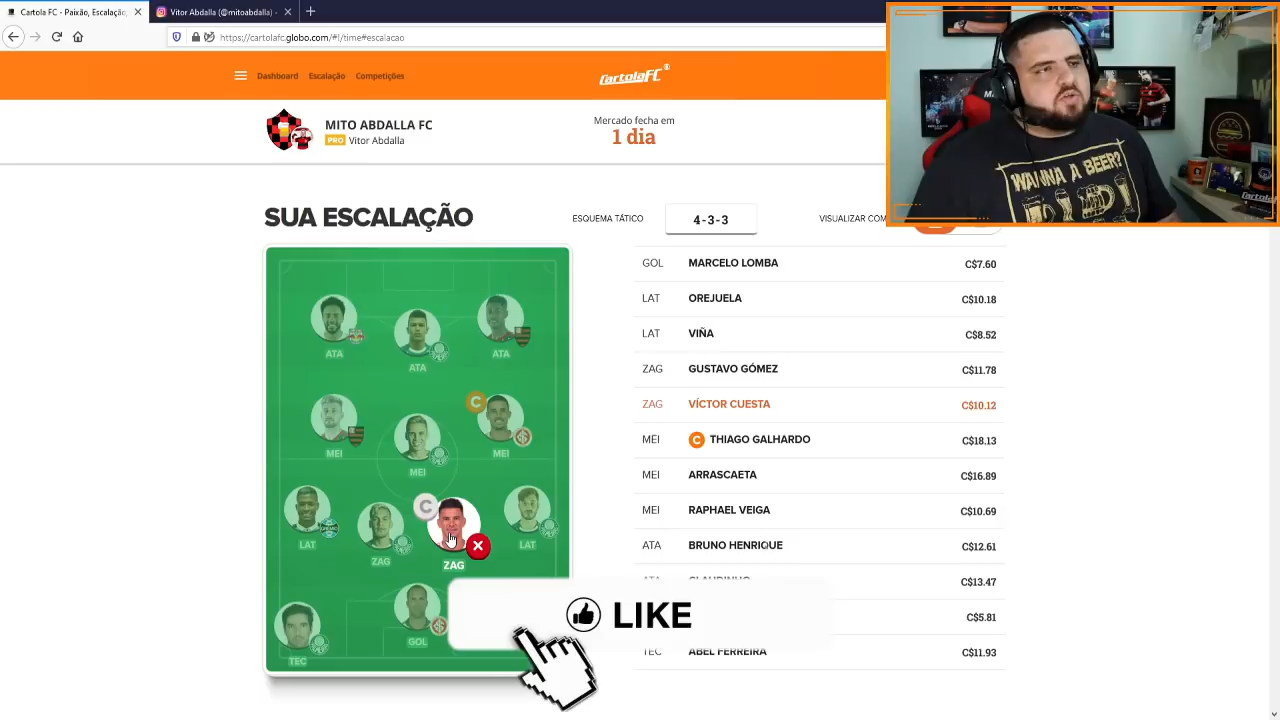 Cartola FC - Paixão, Escalação,
Vitor Abdalla (@mitoabdalla) -
https://cartolafc.globo.com/#!/time#escalacao
Dashboard Escalação Competições
CartolaFC
MITO ABDALLA FC
PRO Vitor Abdalla
Mercado fecha em
1 dia
SUA ESCALAÇÃO
ESQUEMA TÁTICO
4-3-3
VISUALIZAR COM
WANNA A BEER?
ATA
ATA
ATA
MEI
C
MEI
MEI
LAT
ZAG
C
ZAG
LAT
TEC
GOL
GOL MARCELO LOMBA C$7.60
LAT OREJUELA C$10.18
LAT VIÑA C$8.52
ZAG GUSTAVO GÓMEZ C$11.78
ZAG VÍCTOR CUESTA C$10.12
MEI C THIAGO GALHARDO C$18.13
MEI ARRASCAETA C$16.89
MEI RAPHAEL VEIGA C$10.69
ATA BRUNO HENRIQUE C$12.61
ATA CLAUDINHO C$13.47
C$5.81
TEC ABEL FERREIRA C$11.93
LIKE